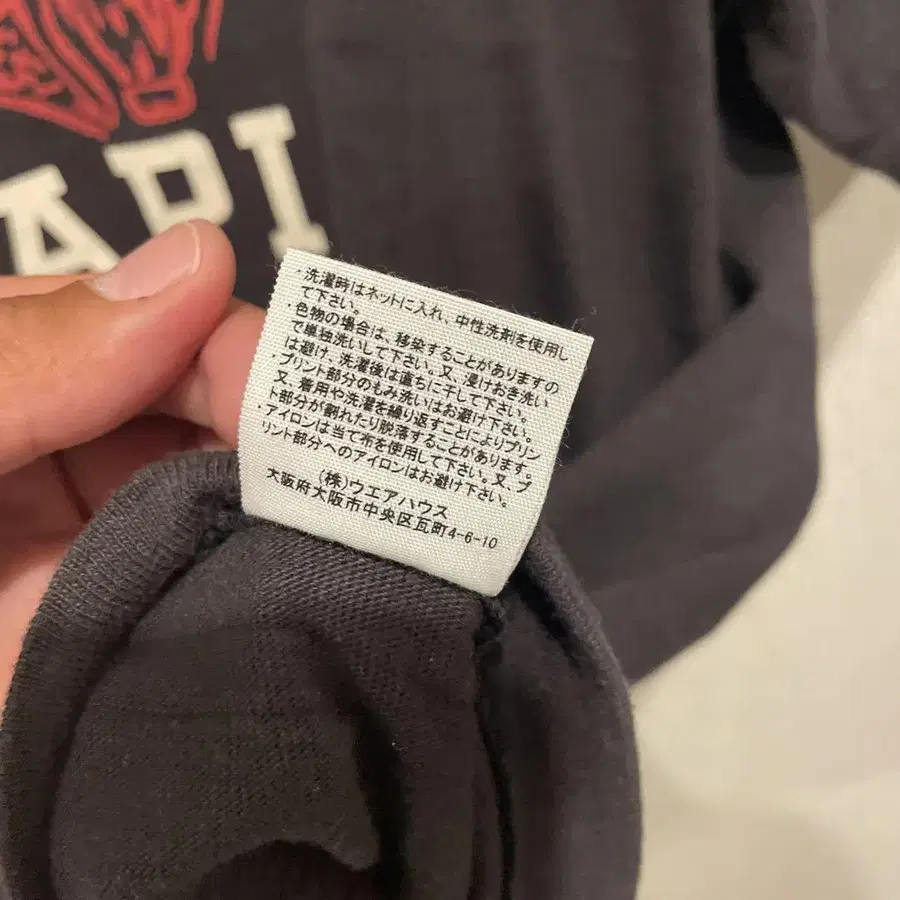 API
・洗濯時はネットに入れ、中性洗剤を使用し
て下さい。
・色物の場合は、移染することがありますの
で単独洗いして下さい。又、浸けおき洗い
は避け、洗濯後は直ちに干して下さい。
・プリント部分のもみ洗いはお避け下さい。
又、着用や洗濯を繰り返すことによりプリン
ト部分が割れたり脱落することがあります。
・アイロンは当て布を使用して下さい。又、プ
リント部分へのアイロンはお避け下さい。
(株)ウエアハウス
大阪府大阪市中央区瓦町4-6-10